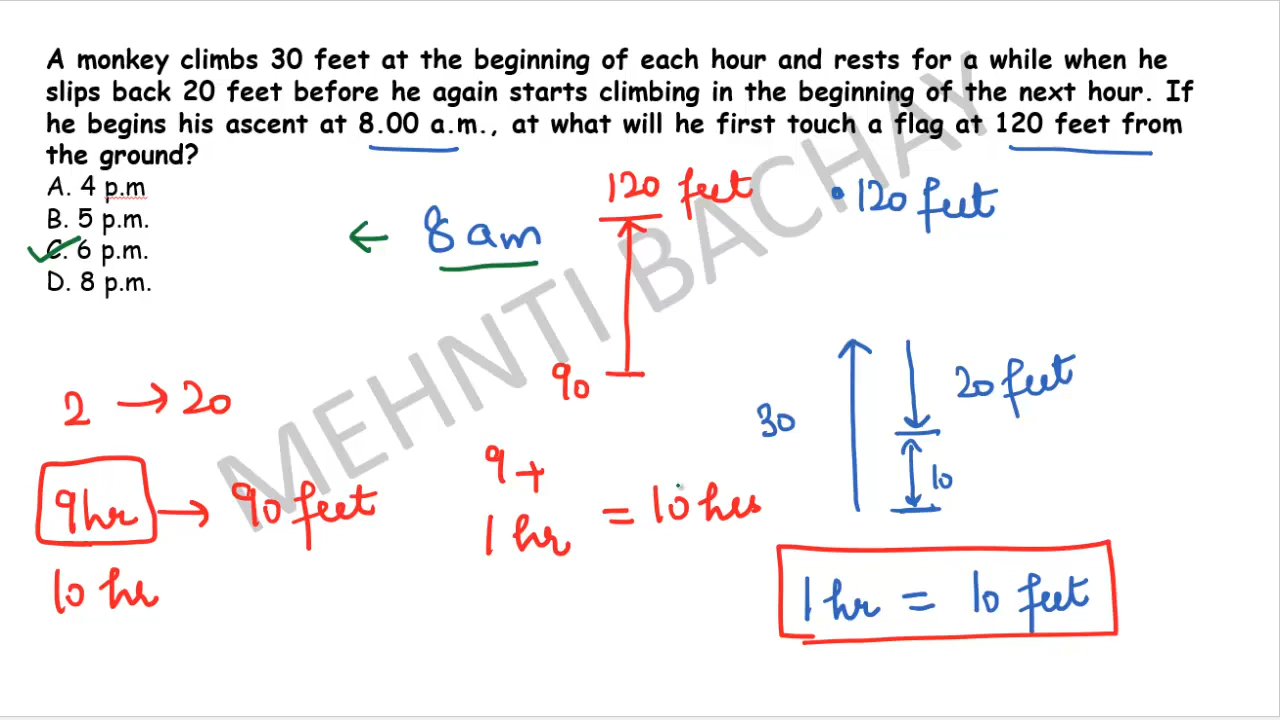 A monkey climbs 30 feet at the beginning of each hour and rests for a while when he
slips back 20 feet before he again starts climbing in the beginning of the next hour. If
he begins his ascent at 8.00 a.m., at what will he first touch a flag at 120 feet from
the ground?
A. 4 p.m
B. 5 p.m.
C. 6 p.m.
D. 8 p.m.
← 8 am
120 feet
90
120 feet
30
20 feet
10
2 → 20
9 hr → 90 feet
10 hr
9 +
1 hr = 10 hrs
1 hr = 10 feet
MEHNTI BACHAY